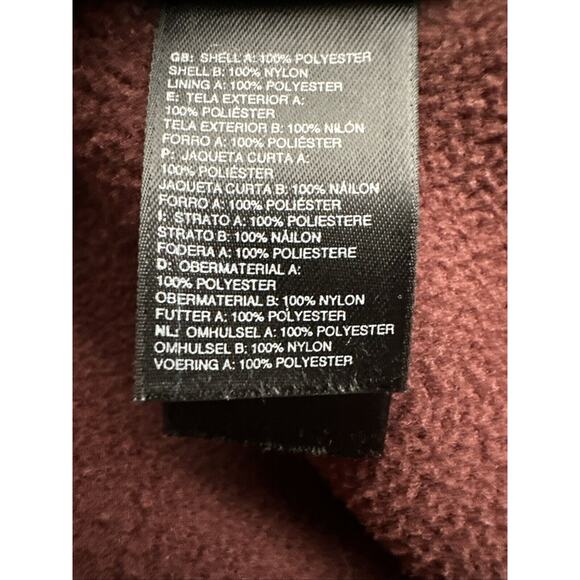 GB: SHELL A: 100% POLYESTER
SHELL B: 100% NYLON
LINING A: 100% POLYESTER
E: TELA EXTERIOR A:
100% POLIÉSTER
TELA EXTERIOR B: 100% NILÓN
FORRO A: 100% POLIÉSTER
P: JAQUETA CURTA A:
100% POLIÉSTER
JAQUETA CURTA B: 100% NÁILON
FORRO A: 100% POLIÉSTER
I: STRATO A: 100% POLIESTERE
STRATO B: 100% NÁILON
FODERA A: 100% POLIESTERE
D: OBERMATERIAL A:
100% POLYESTER
OBERMATERIAL B: 100% NYLON
FUTTER A: 100% POLYESTER
NL: OMHULSEL A: 100% POLYESTER
OMHULSEL B: 100% NYLON
VOERING A: 100% POLYESTER